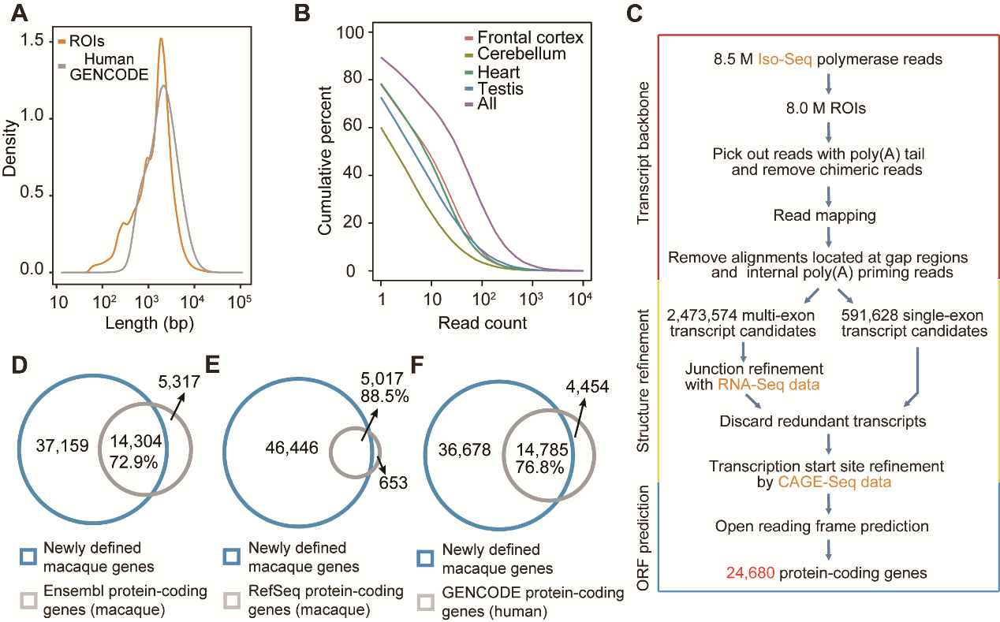 A
1.5
1.0
0.5
0.0
Density
ROIs
Human
GENCODE
10
10²
10³
10⁴
10⁵
Length (bp)
B
100
80
60
40
20
0
Cumulative percent
Frontal cortex
Cerebellum
Heart
Testis
All
1
10
10²
10³
10⁴
Read count
C
Transcript backbone
8.5 M Iso-Seq polymerase reads
8.0 M ROIs
Pick out reads with poly(A) tail
and remove chimeric reads
Read mapping
Remove alignments located at gap regions
and internal poly(A) priming reads
Structure refinement
2,473,574 multi-exon
transcript candidates
591,628 single-exon
transcript candidates
Junction refinement
with RNA-Seq data
Discard redundant transcripts
Transcription start site refinement
by CAGE-Seq data
ORF prediction
Open reading frame prediction
24,680 protein-coding genes
D
5,317
37,159
14,304
72.9%
Newly defined
macaque genes
Ensembl protein-coding
genes (macaque)
E
5,017
88.5%
46,446
653
Newly defined
macaque genes
RefSeq protein-coding
genes (macaque)
F
4,454
36,678
14,785
76.8%
Newly defined
macaque genes
GENCODE protein-coding
genes (human)